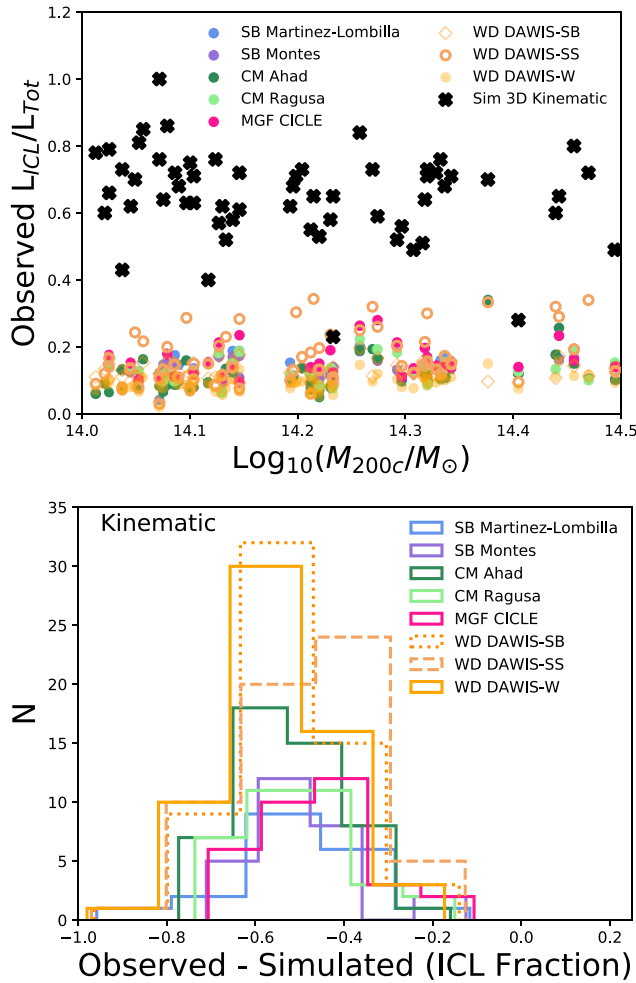 1.2
1.0
0.8
0.6
0.4
0.2
0.0
Observed L_ICL/L_Tot
SB Martinez-Lombilla
SB Montes
CM Ahad
CM Ragusa
MGF CICLE
WD DAWIS-SB
WD DAWIS-SS
WD DAWIS-W
Sim 3D Kinematic
14.0 14.1 14.2 14.3 14.4 14.5
Log₁₀(M₂₀₀c/M⊙)
35
30
25
20
15
10
5
0
N
Kinematic
SB Martinez-Lombilla
SB Montes
CM Ahad
CM Ragusa
MGF CICLE
WD DAWIS-SB
WD DAWIS-SS
WD DAWIS-W
−1.0 −0.8 −0.6 −0.4 −0.2 0.0 0.2
Observed - Simulated (ICL Fraction)